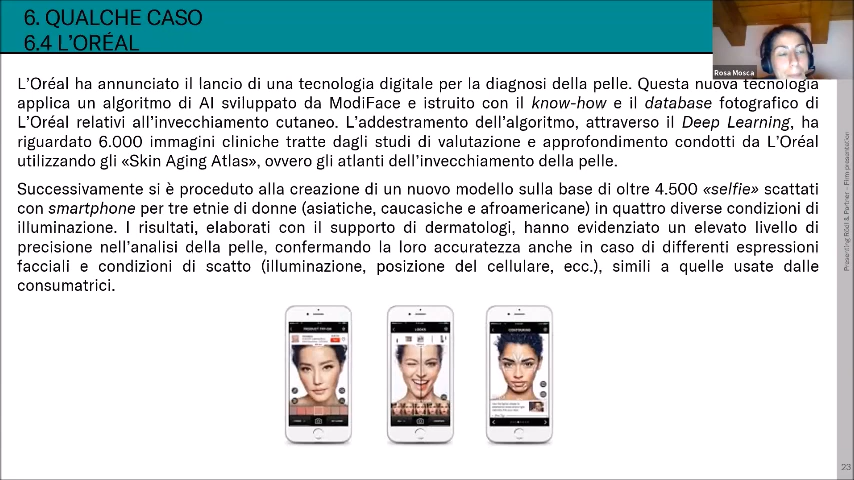 6. QUALCHE CASO
6.4 L'ORÉAL
Rosa Mosca
L'Oréal ha annunciato il lancio di una tecnologia digitale per la diagnosi della pelle. Questa nuova tecnologia
applica un algoritmo di AI sviluppato da ModiFace e istruito con il know-how e il database fotografico di
L'Oréal relativi all'invecchiamento cutaneo. L'addestramento dell'algoritmo, attraverso il Deep Learning, ha
riguardato 6.000 immagini cliniche tratte dagli studi di valutazione e approfondimento condotti da L'Oréal
utilizzando gli «Skin Aging Atlas», ovvero gli atlanti dell'invecchiamento della pelle.
Successivamente si è proceduto alla creazione di un nuovo modello sulla base di oltre 4.500 «selfie» scattati
con smartphone per tre etnie di donne (asiatiche, caucasiche e afroamericane) in quattro diverse condizioni di
illuminazione. I risultati, elaborati con il supporto di dermatologi, hanno evidenziato un elevato livello di
precisione nell'analisi della pelle, confermando la loro accuratezza anche in caso di differenti espressioni
facciali e condizioni di scatto (illuminazione, posizione del cellulare, ecc.), simili a quelle usate dalle
consumatrici.
LOOKS
CONTOURING
Presenting Rödl & Partner – Firm presentation
23